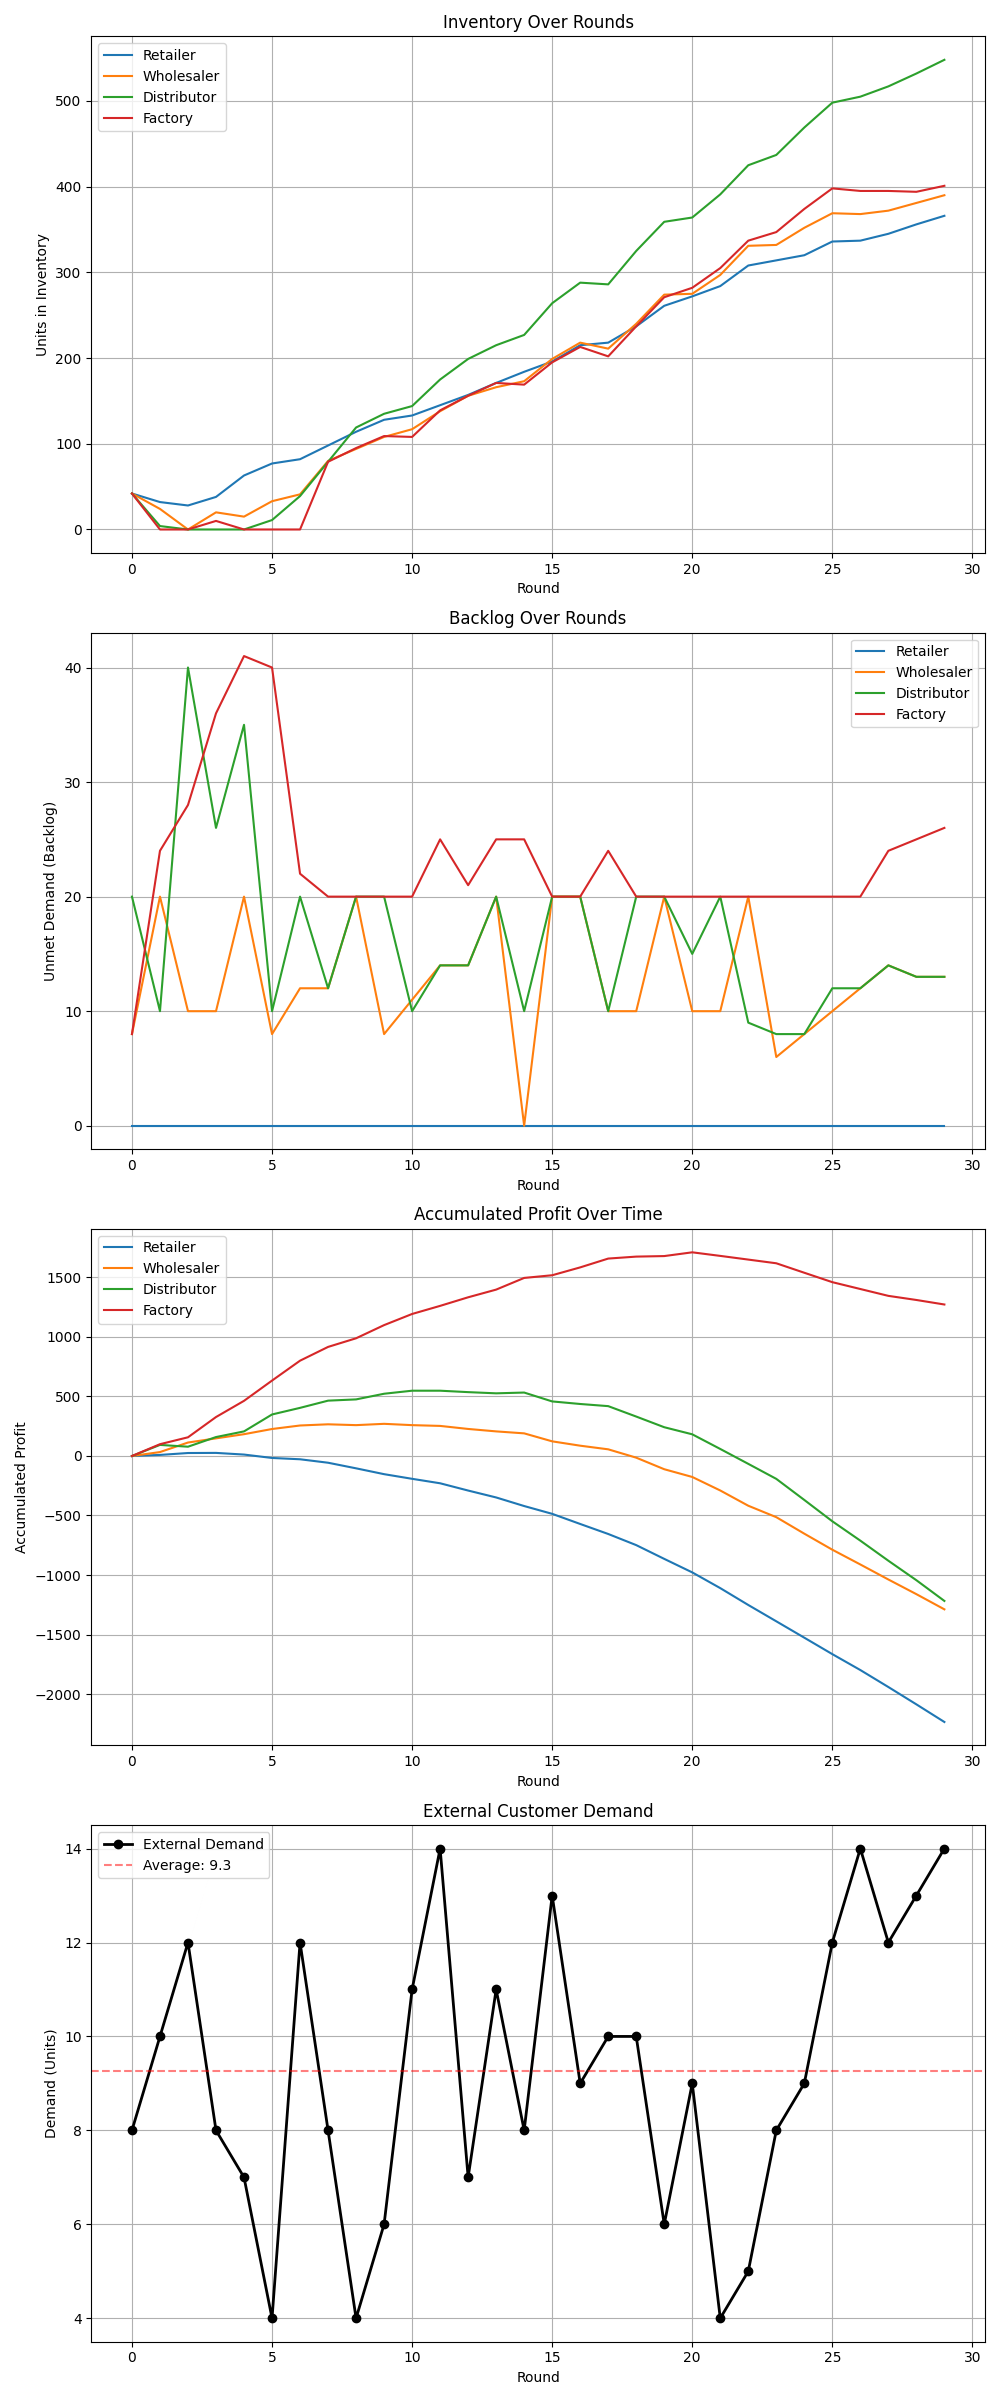 Inventory Over Rounds
Retailer
Wholesaler
Distributor
Factory
Units in Inventory
500
400
300
200
100
0
0 5 10 15 20 25 30
Round
Backlog Over Rounds
Retailer
Wholesaler
Distributor
Factory
Unmet Demand (Backlog)
40
30
20
10
0
0 5 10 15 20 25 30
Round
Accumulated Profit Over Time
Retailer
Wholesaler
Distributor
Factory
Accumulated Profit
1500
1000
500
0
−500
−1000
−1500
−2000
0 5 10 15 20 25 30
Round
External Customer Demand
External Demand
Average: 9.3
Demand (Units)
14
12
10
8
6
4
0 5 10 15 20 25 30
Round